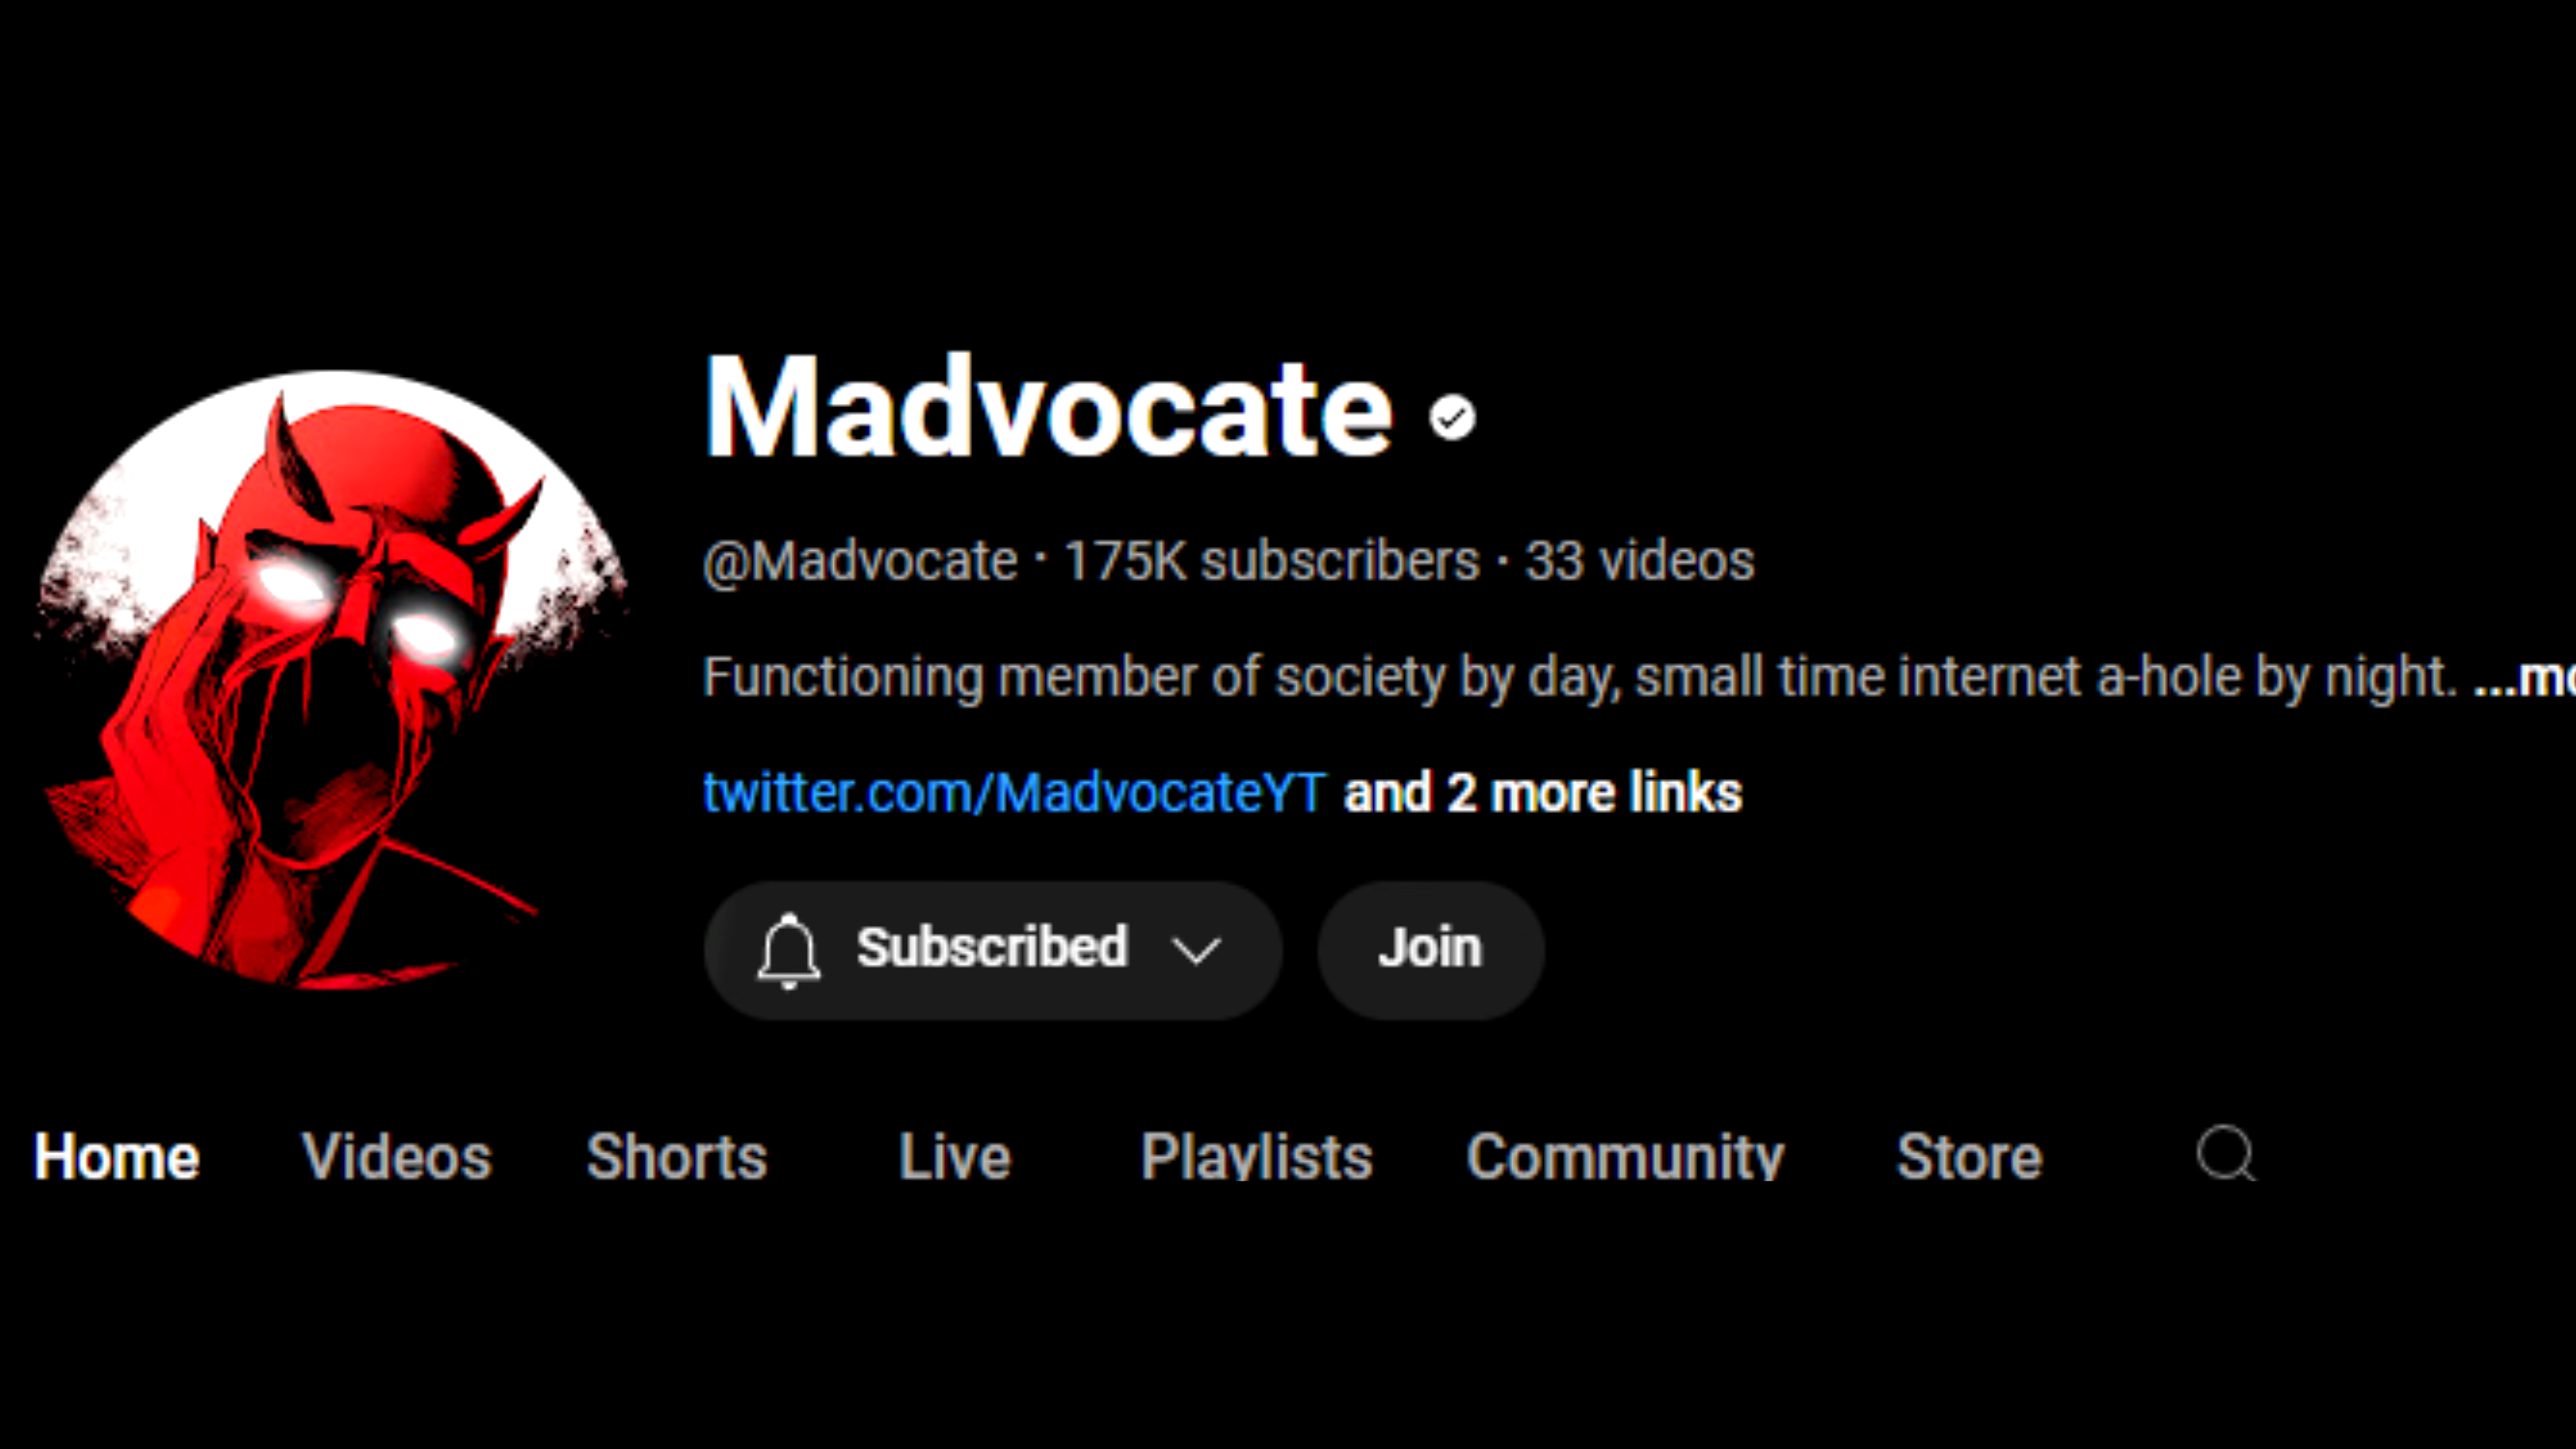 Madvocate
@Madvocate · 175K subscribers · 33 videos
Functioning member of society by day, small time internet a-hole by night. ...mo
twitter.com/MadvocateYT and 2 more links
Subscribed Join
Home Videos Shorts Live Playlists Community Store